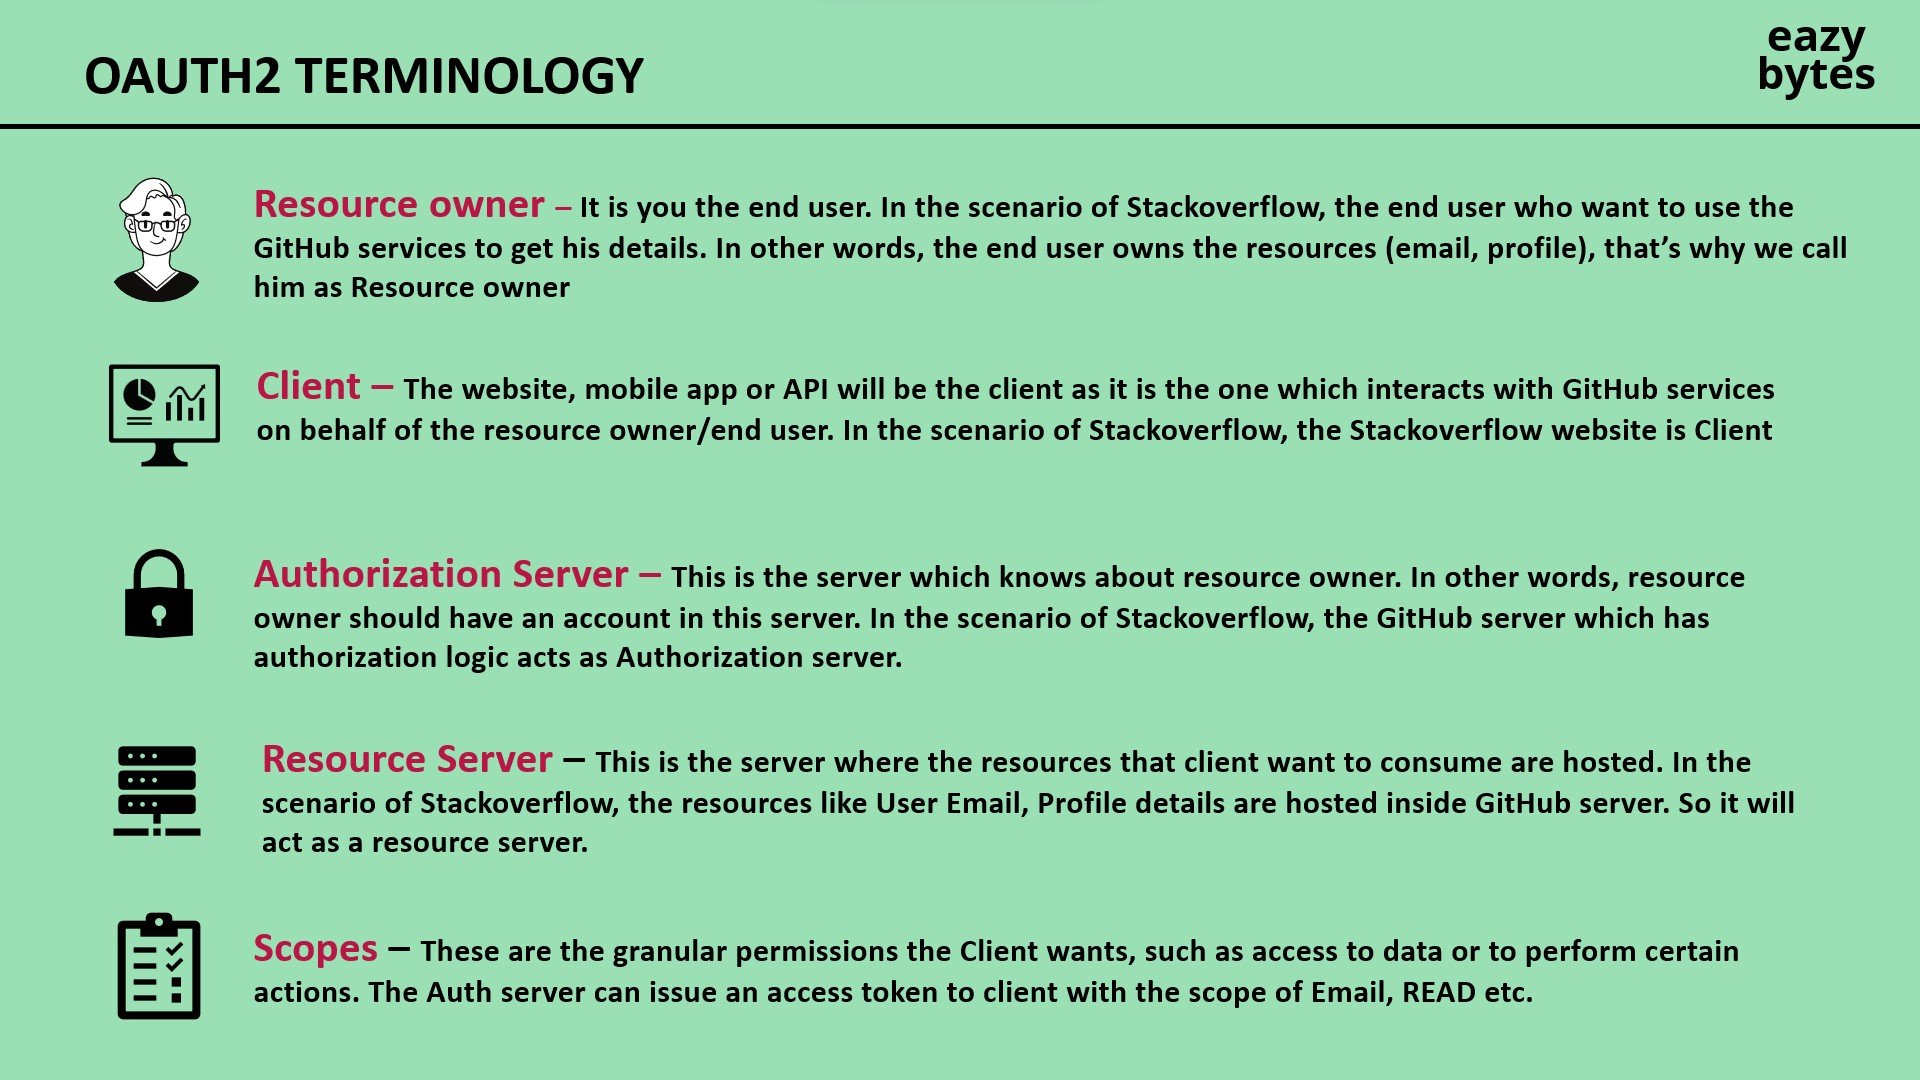 OAUTH2 TERMINOLOGY
eazy
bytes
Resource owner – It is you the end user. In the scenario of Stackoverflow, the end user who want to use the
GitHub services to get his details. In other words, the end user owns the resources (email, profile), that’s why we call
him as Resource owner
Client – The website, mobile app or API will be the client as it is the one which interacts with GitHub services
on behalf of the resource owner/end user. In the scenario of Stackoverflow, the Stackoverflow website is Client
Authorization Server – This is the server which knows about resource owner. In other words, resource
owner should have an account in this server. In the scenario of Stackoverflow, the GitHub server which has
authorization logic acts as Authorization server.
Resource Server – This is the server where the resources that client want to consume are hosted. In the
scenario of Stackoverflow, the resources like User Email, Profile details are hosted inside GitHub server. So it will
act as a resource server.
Scopes – These are the granular permissions the Client wants, such as access to data or to perform certain
actions. The Auth server can issue an access token to client with the scope of Email, READ etc.